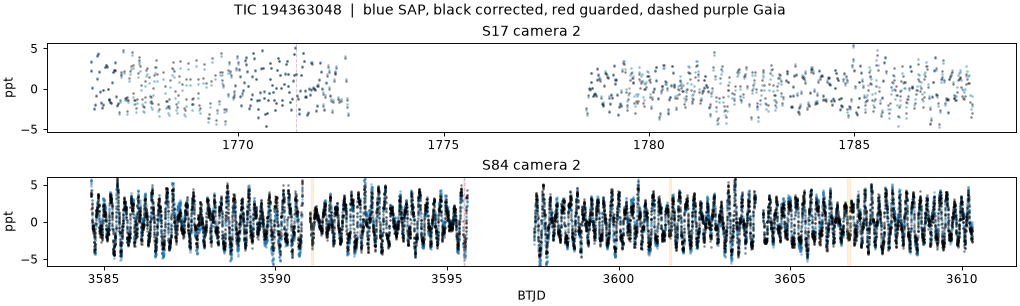 TIC 194363048 | blue SAP, black corrected, red guarded, dashed purple Gaia
S17 camera 2
5
0
−5
ppt
1770
1775
1780
1785
S84 camera 2
5
0
−5
ppt
3585
3590
3595
3600
3605
3610
BTJD